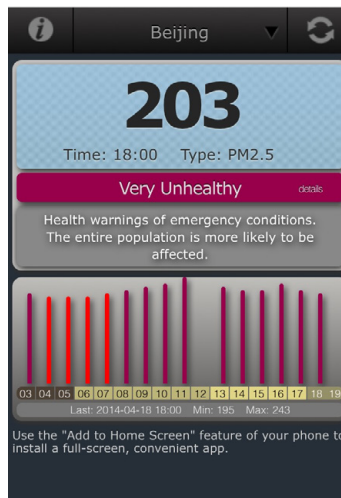 Beijing
203
Time: 18:00 Type: PM2.5
Very Unhealthy details
Health warnings of emergency conditions.
The entire population is more likely to be
affected.
03 04 05 06 07 08 09 10 11 12 13 14 15 16 17 18 19
Last: 2014-04-18 18:00 Min: 195 Max: 243
Use the "Add to Home Screen" feature of your phone to
install a full-screen, convenient app.